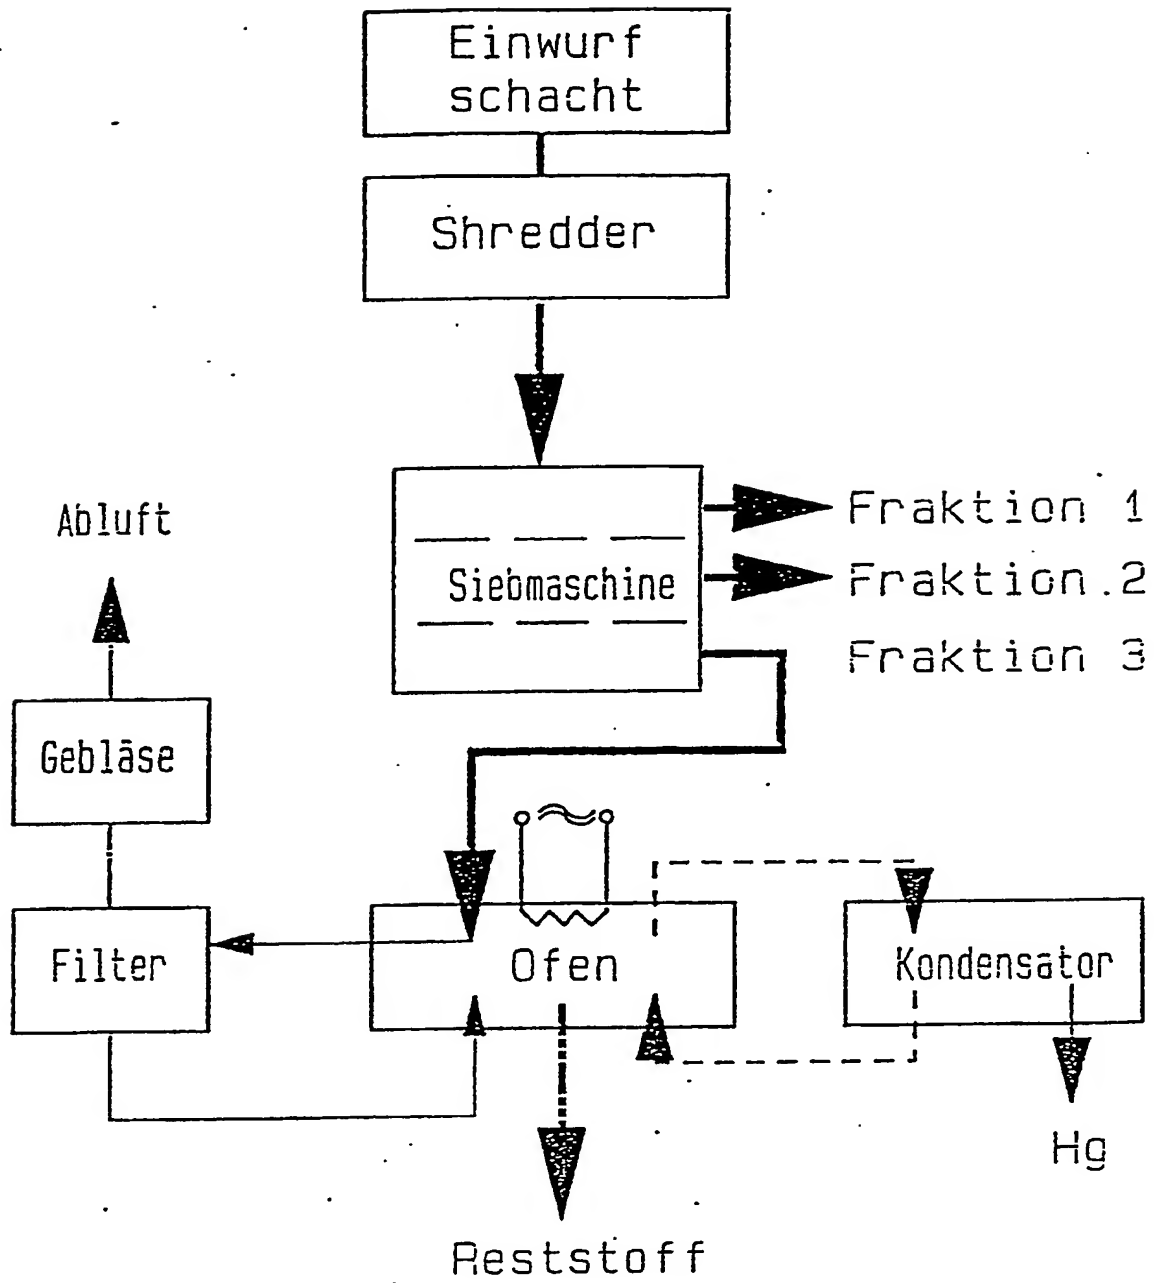 Einwurf
schacht
Shredder
Abluft
Siebmaschine
Fraktion 1
Fraktion.2
Fraktion 3
Gebläse
Filter
Ofen
Kondensator
Hg
Reststoff